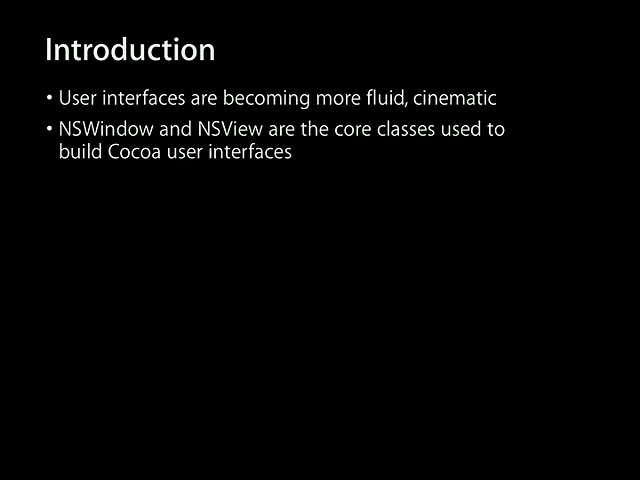 Introduction
• User interfaces are becoming more fluid, cinematic
• NSWindow and NSView are the core classes used to
build Cocoa user interfaces